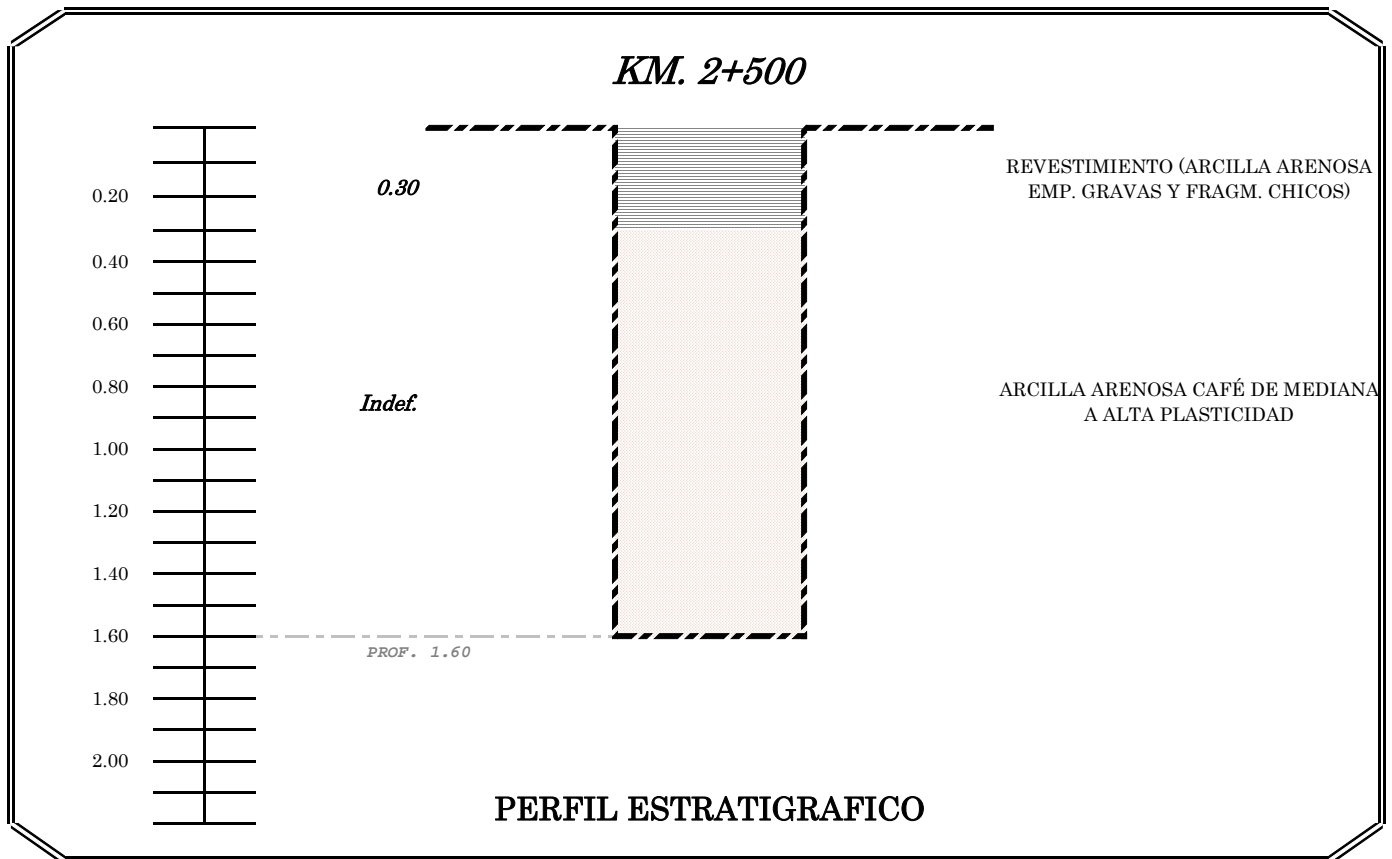 KM. 2+500
REVESTIMIENTO (ARCILLA ARENOSA
EMP. GRAVAS Y FRAGM. CHICOS)
0.30
0.20
0.40
0.60
0.80
ARCILLA ARENOSA CAFÉ DE MEDIANA
A ALTA PLASTICIDAD
Indef.
1.00
1.20
1.40
1.60
PROF. 1.60
1.80
2.00
PERFIL ESTRATIGRAFICO